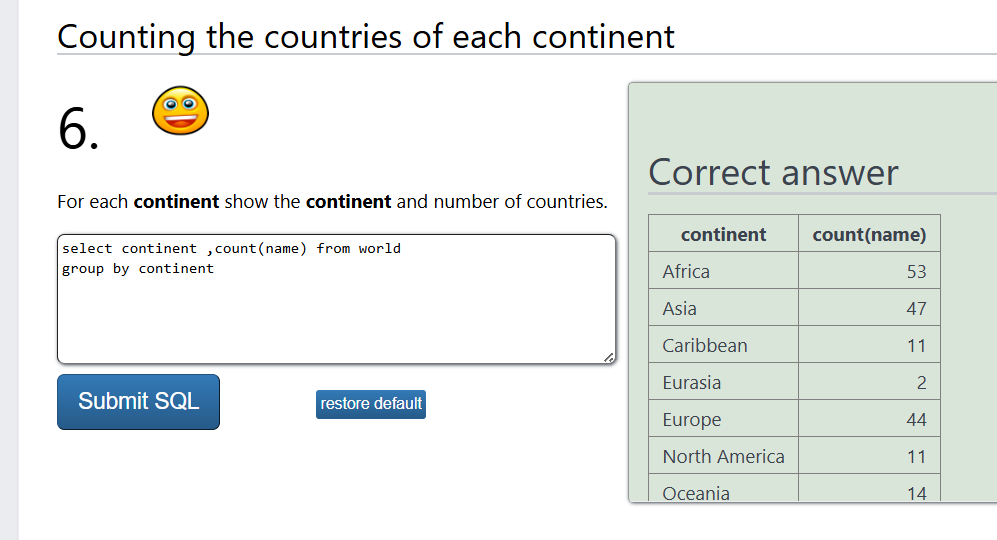 Counting the countries of each continent
6.
For each continent show the continent and number of countries.
select continent ,count(name) from world
group by continent
Submit SQL
restore default
Correct answer
continent count(name)
Africa 53
Asia 47
Caribbean 11
Eurasia 2
Europe 44
North America 11
Oceania 14